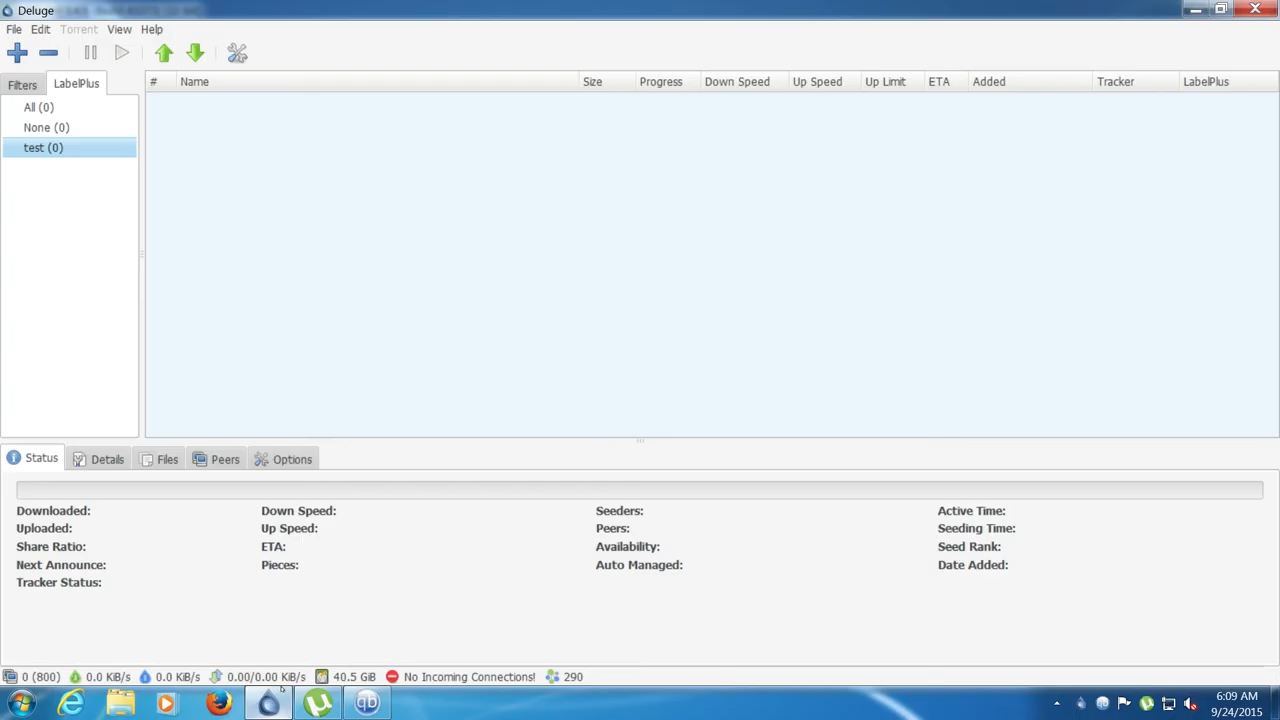 Deluge
File Edit Torrent View Help
Filters LabelPlus
All (0)
None (0)
test (0)
# Name Size Progress Down Speed Up Speed Up Limit ETA Added Tracker LabelPlus
Status Details Files Peers Options
Downloaded: Down Speed: Seeders: Active Time:
Uploaded: Up Speed: Peers: Seeding Time:
Share Ratio: ETA: Availability: Seed Rank:
Next Announce: Pieces: Auto Managed: Date Added:
Tracker Status:
0 (800) 0.0 KiB/s 0.0 KiB/s 0.00/0.00 KiB/s 40.5 GiB No Incoming Connections! 290
qb
6:09 AM
9/24/2015